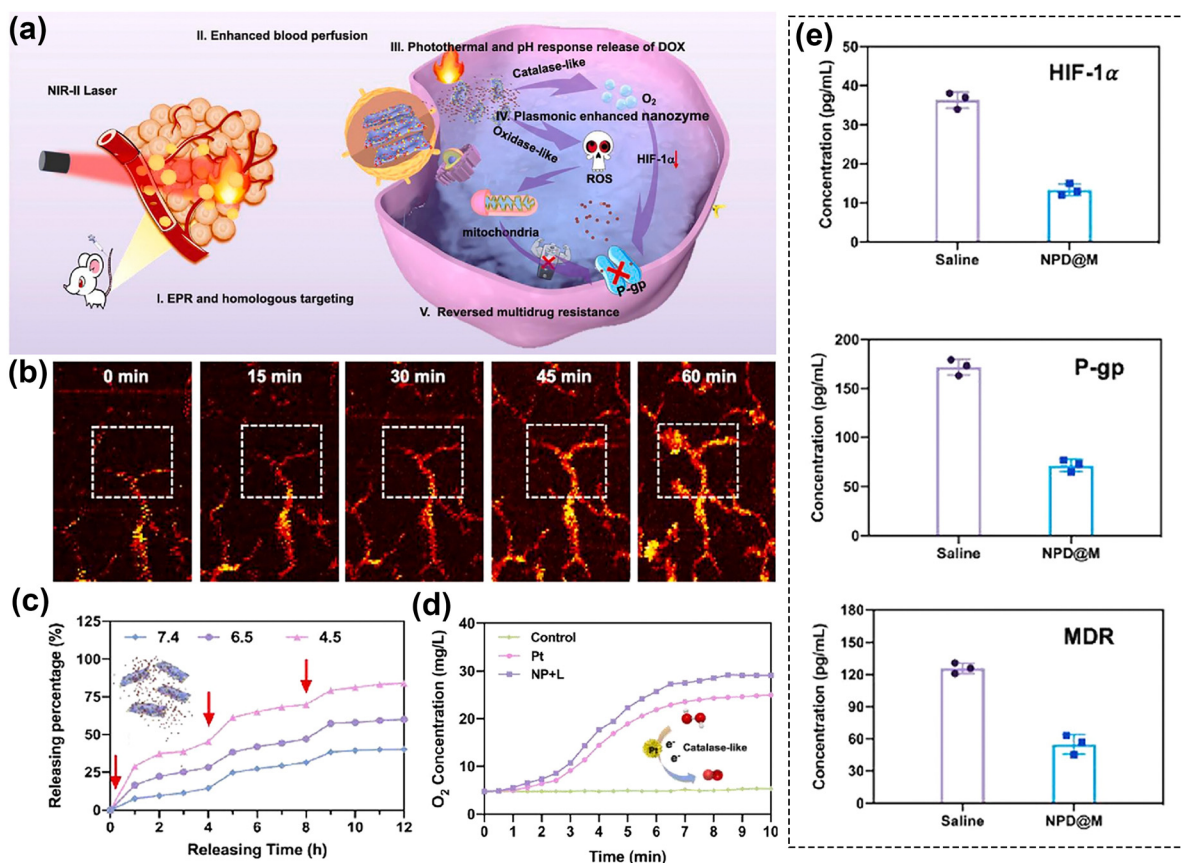 (a)
II. Enhanced blood perfusion
III. Photothermal and pH response release of DOX
NIR-II Laser
Catalase-like
O2
IV. Plasmonic enhanced nanozyme
Oxidase-like
ROS
HIF-1α
mitochondria
P-gp
I. EPR and homologous targeting
V. Reversed multidrug resistance
(b)
0 min
15 min
30 min
45 min
60 min
(c)
Releasing percentage (%)
125
100
75
50
25
0
7.4
6.5
4.5
0 2 4 6 8 10 12
Releasing Time (h)
(d)
O2 Concentration (mg/L)
40
30
20
10
0
Control
Pt
NP+L
Pt
e-
e-
Catalase-like
0 1 2 3 4 5 6 7 8 9 10
Time (min)
(e)
HIF-1α
Concentration (pg/mL)
50
40
30
20
10
0
Saline NPD@M
P-gp
Concentration (pg/mL)
200
150
100
50
0
Saline NPD@M
MDR
Concentration (pg/mL)
180
150
120
90
60
30
0
Saline NPD@M